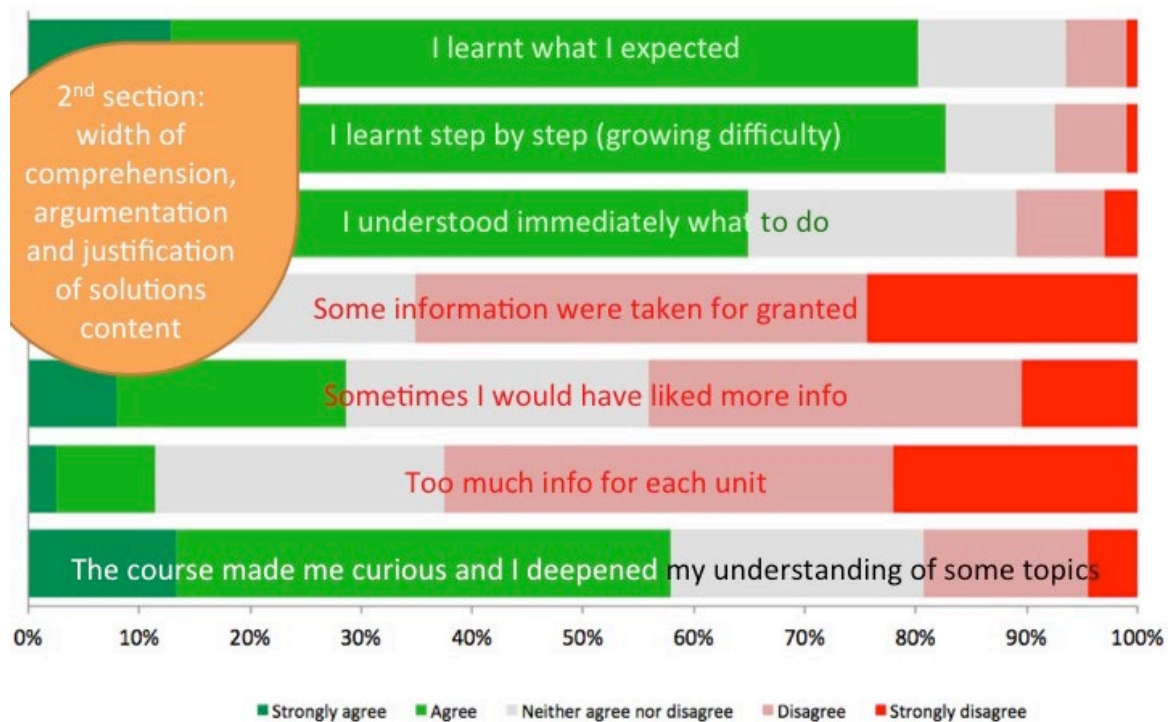 I learnt what I expected
2nd section:
width of
comprehension,
argumentation
and justification
of solutions
content
I learnt step by step (growing difficulty)
I understood immediately what to do
Some information were taken for granted
Sometimes I would have liked more info
Too much info for each unit
The course made me curious and I deepened my understanding of some topics
0% 10% 20% 30% 40% 50% 60% 70% 80% 90% 100%
Strongly agree Agree Neither agree nor disagree Disagree Strongly disagree